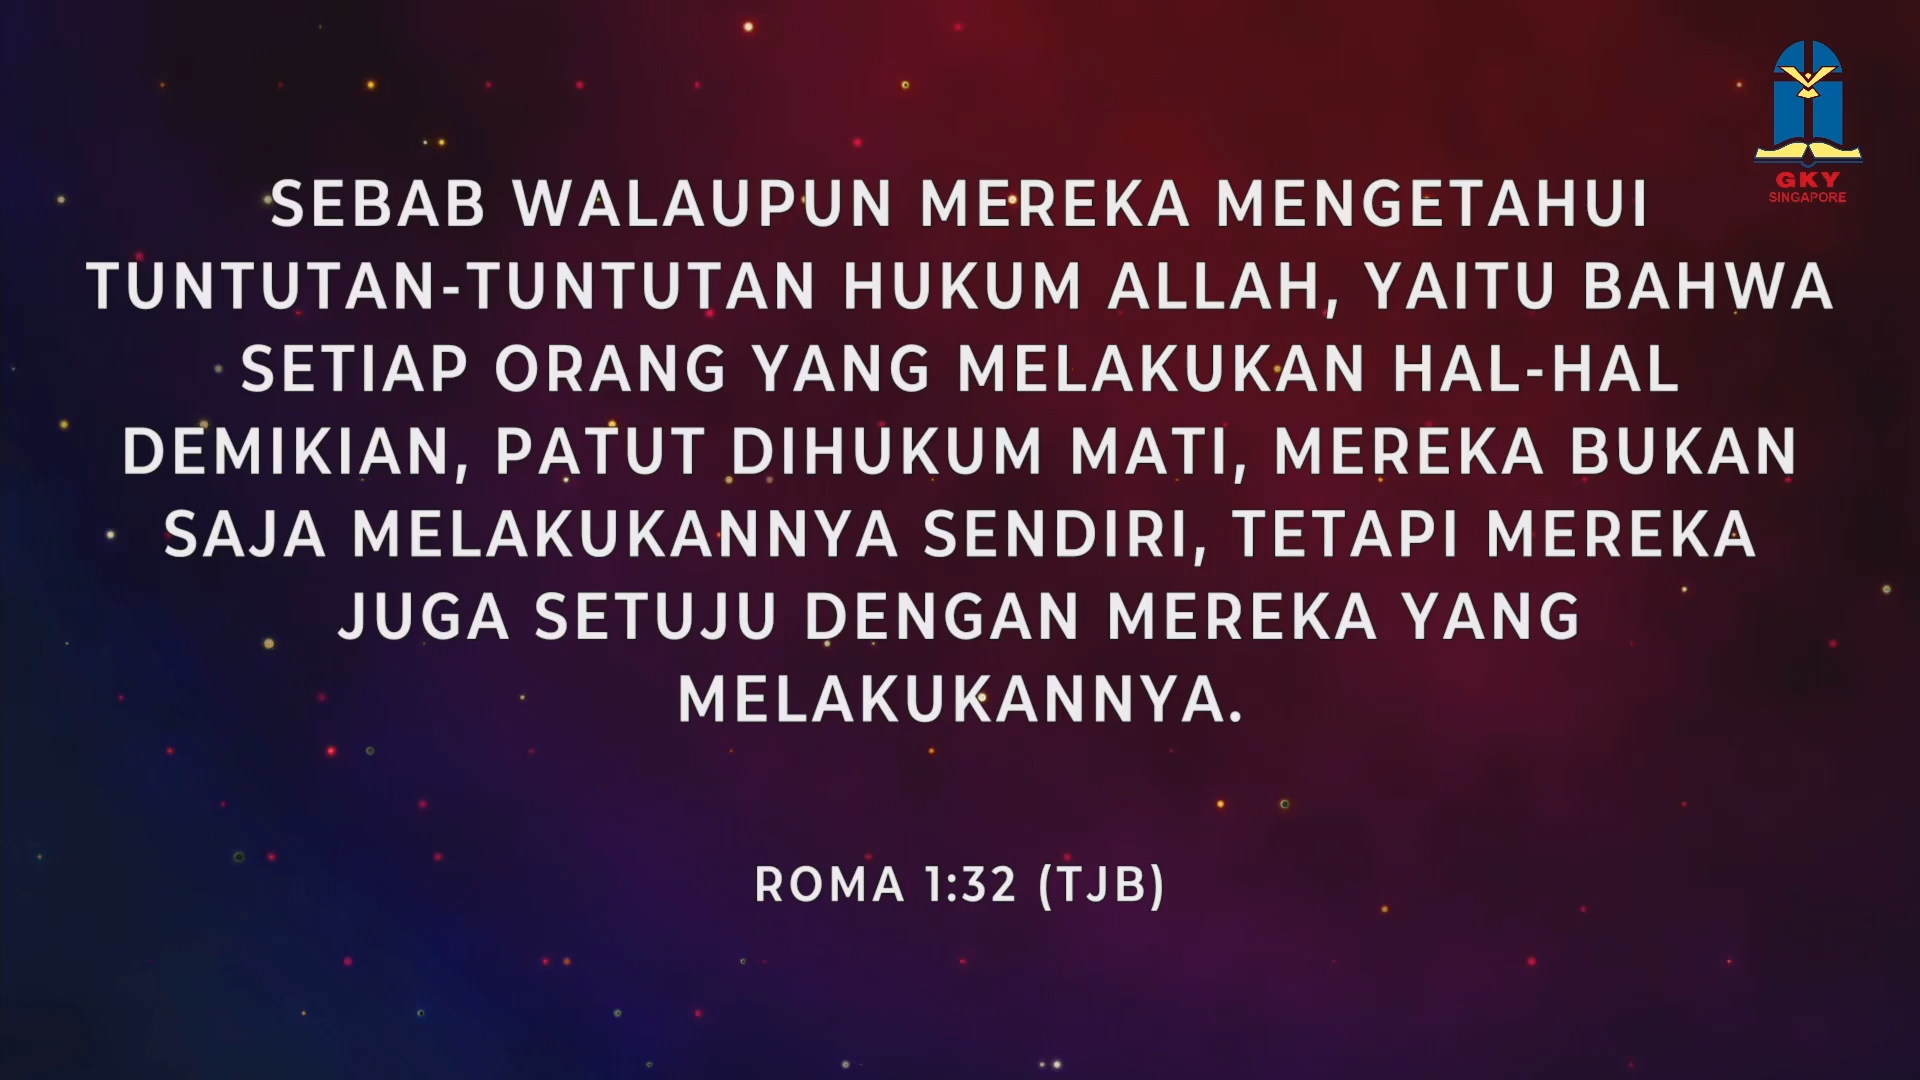 GKY
SINGAPORE
SEBAB WALAUPUN MEREKA MENGETAHUI
TUNTUTAN-TUNTUTAN HUKUM ALLAH, YAITU BAHWA
SETIAP ORANG YANG MELAKUKAN HAL-HAL
DEMIKIAN, PATUT DIHUKUM MATI, MEREKA BUKAN
SAJA MELAKUKANNYA SENDIRI, TETAPI MEREKA
JUGA SETUJU DENGAN MEREKA YANG
MELAKUKANNYA.
ROMA 1:32 (TJB)